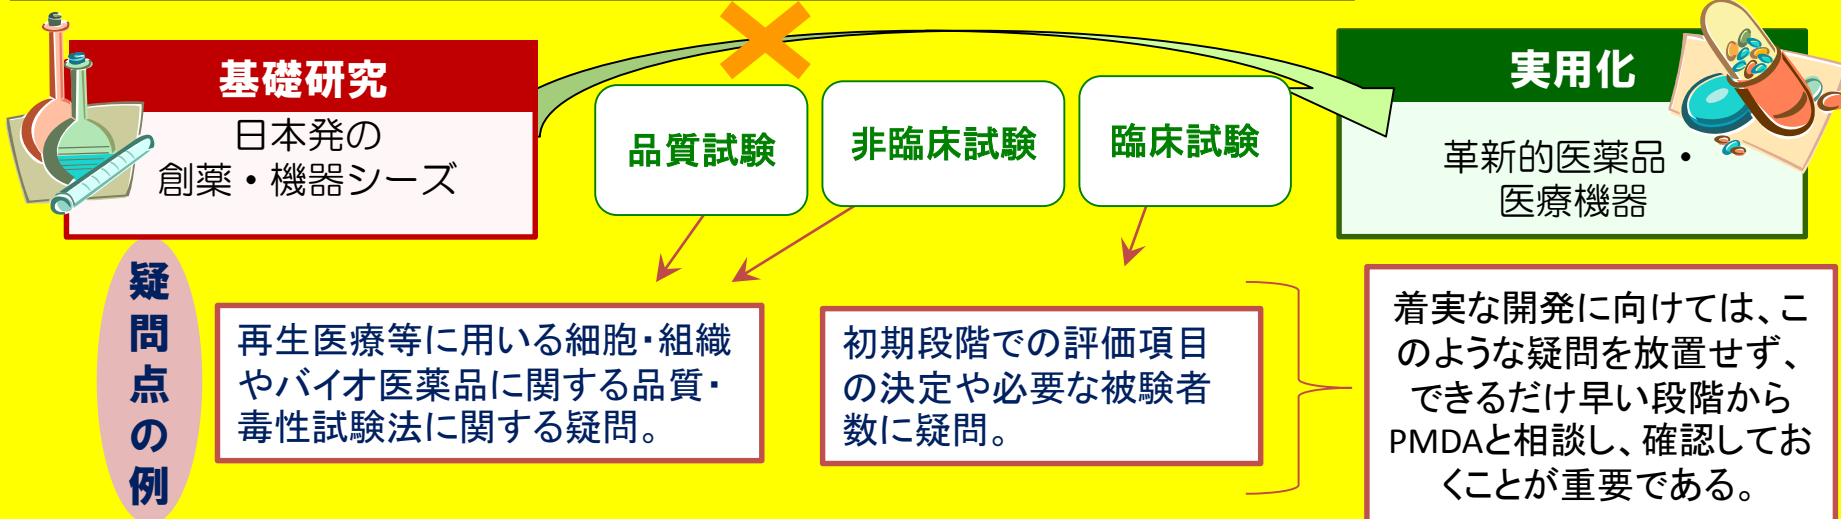 基礎研究
日本発の
創薬・機器シーズ
品質試験
非臨床試験
臨床試験
実用化
革新的医薬品・
医療機器
疑問点の例
再生医療等に用いる細胞・組織
やバイオ医薬品に関する品質・
毒性試験法に関する疑問。
初期段階での評価項目
の決定や必要な被験者
数に疑問。
着実な開発に向けては、こ
のような疑問を放置せず、
できるだけ早い段階から
PMDAと相談し、確認してお
くことが重要である。